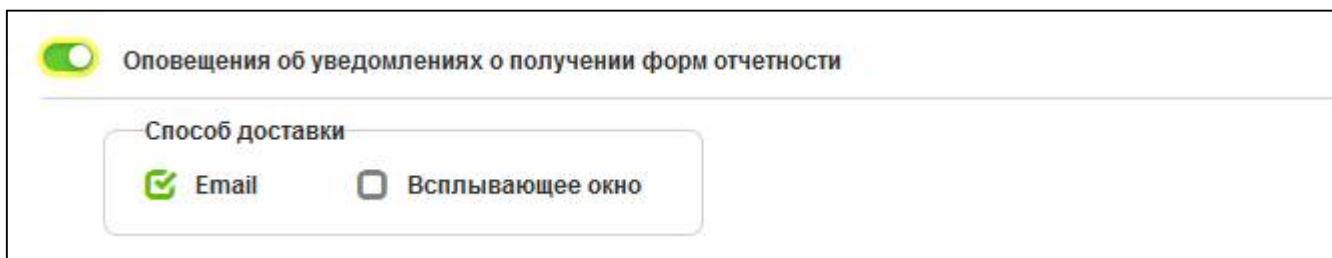 Оповещения об уведомлениях о получении форм отчетности
Способ доставки
Email Всплывающее окно